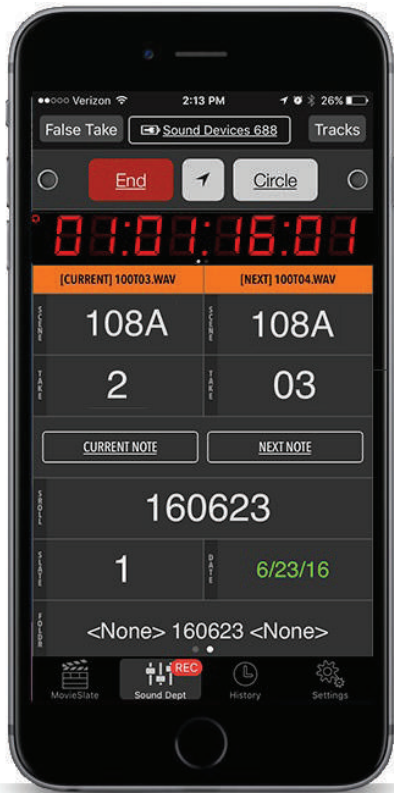 Verizon 2:13 PM 26%
False Take Sound Devices 688 Tracks
End Circle
01:01:16:01
[CURRENT] 100T03.WAV [NEXT] 100T04.WAV
SCENE 108A SCENE 108A
TAKE 2 TAKE 03
CURRENT NOTE NEXT NOTE
SROLL 160623
SLATE 1 DATE 6/23/16
FOLDR <None> 160623 <None>
REC
MovieSlate Sound Dept History Settings